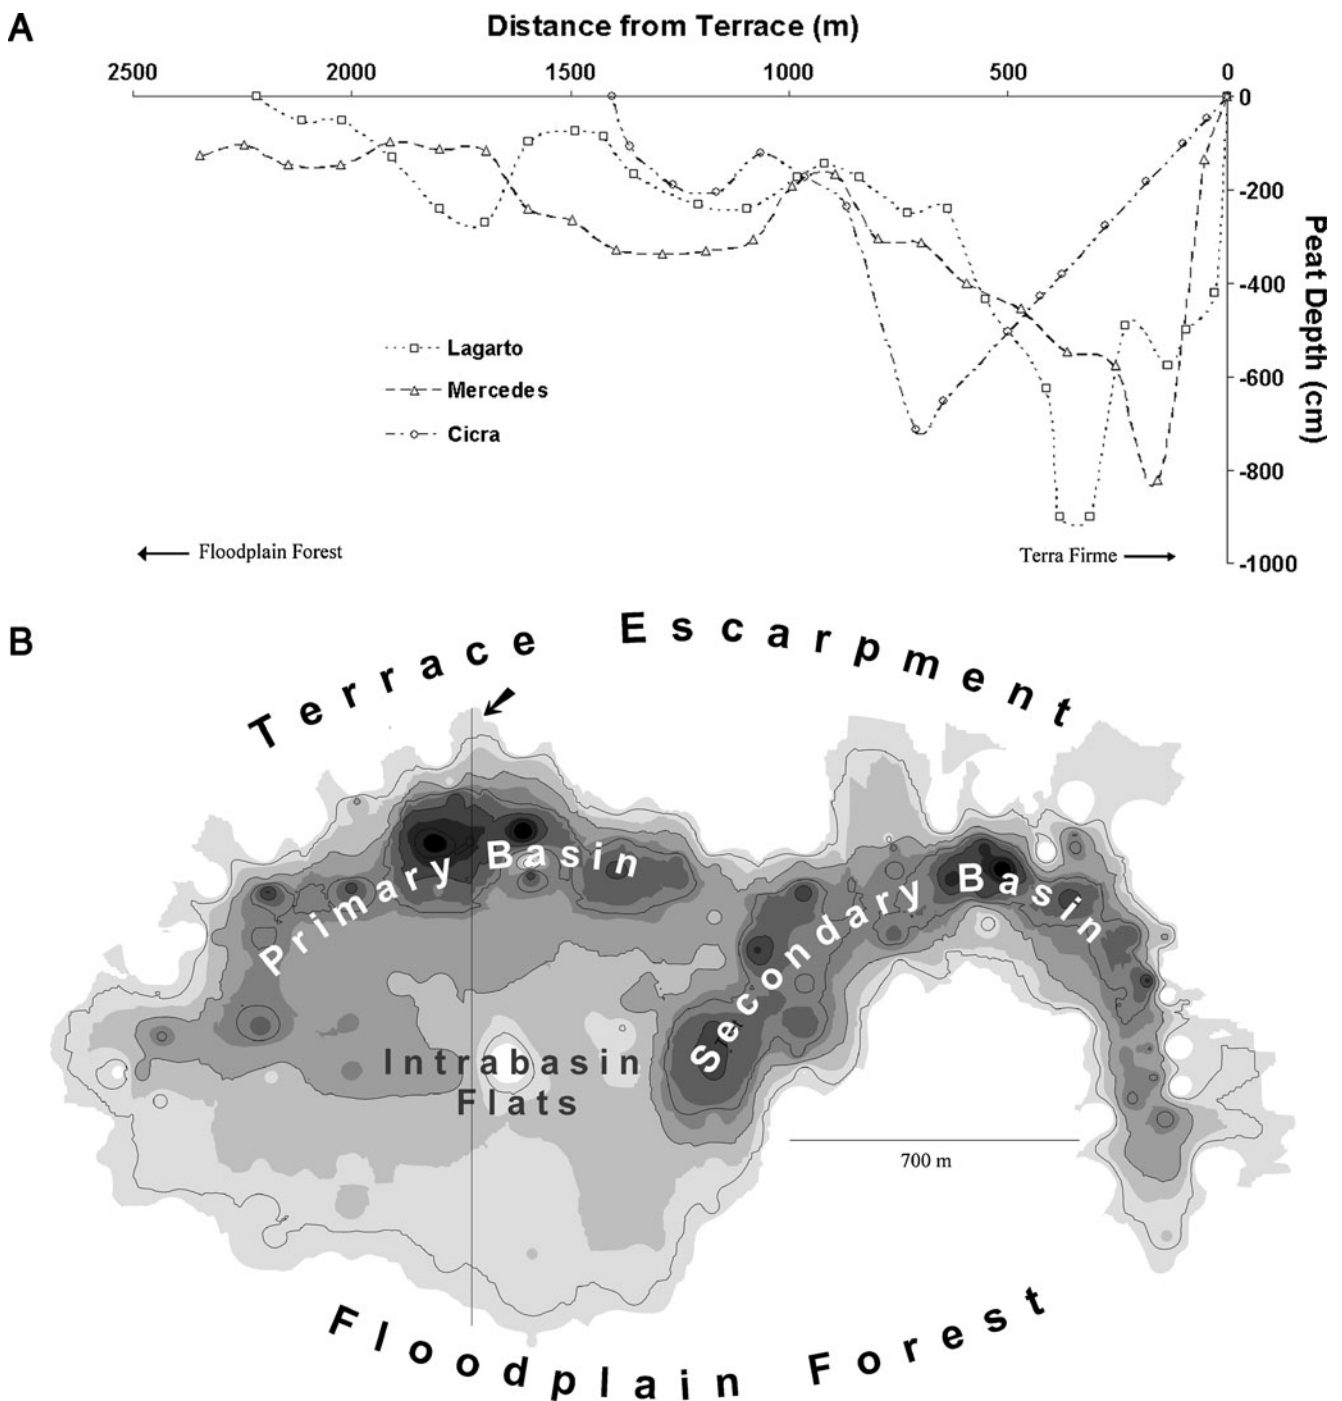 A
Distance from Terrace (m)
2500 2000 1500 1000 500 0
0
-200
-400
-600
-800
-1000
Peat Depth (cm)
Lagarto
Mercedes
Cicra
Floodplain Forest
Terra Firme
B
Terrace Escarpment
Primary Basin
Secondary Basin
Intrabasin
Flats
700 m
Floodplain Forest